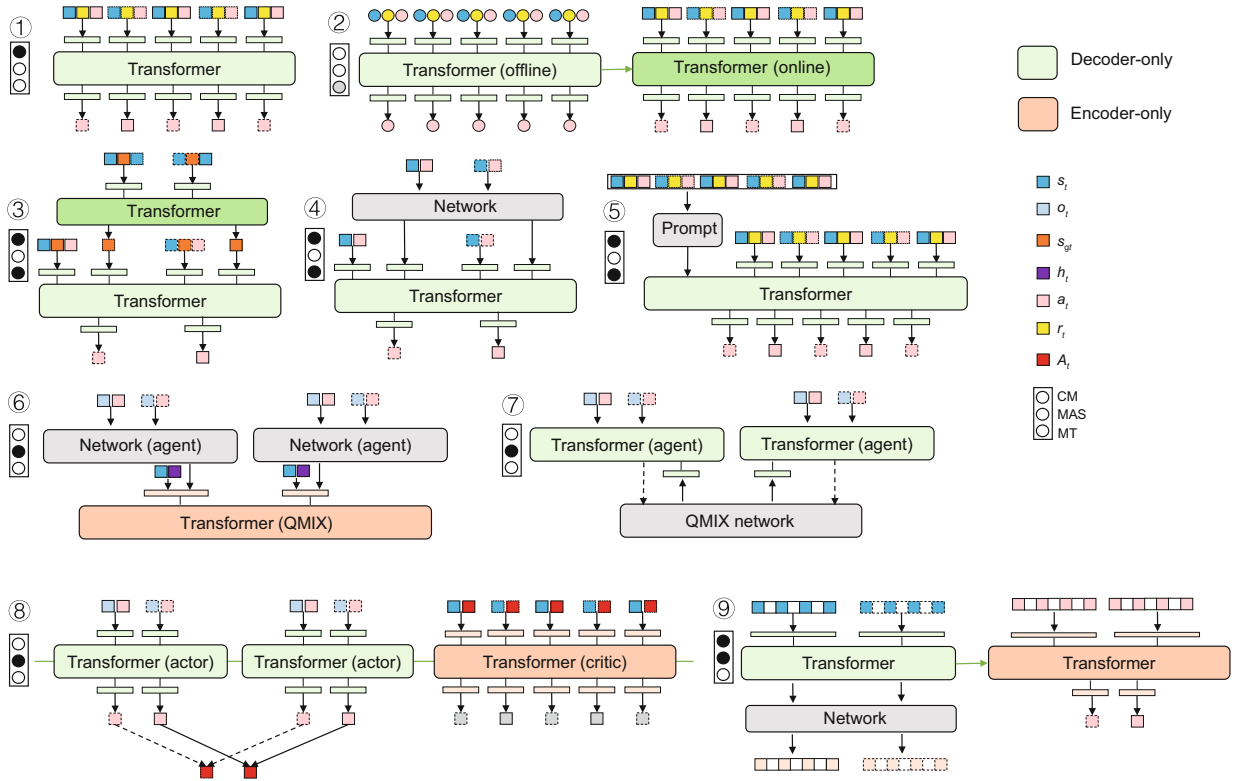 ①
Transformer
②
Transformer (offline)
Transformer (online)
Decoder-only
Encoder-only
③
Transformer
Transformer
④
Network
Transformer
⑤
Prompt
Transformer
s_t
o_t
s_gt
h_t
a_t
r_t
A_t
CM
MAS
MT
⑥
Network (agent)
Network (agent)
Transformer (QMIX)
⑦
Transformer (agent)
Transformer (agent)
QMIX network
⑧
Transformer (actor)
Transformer (actor)
Transformer (critic)
⑨
Transformer
Network
Transformer